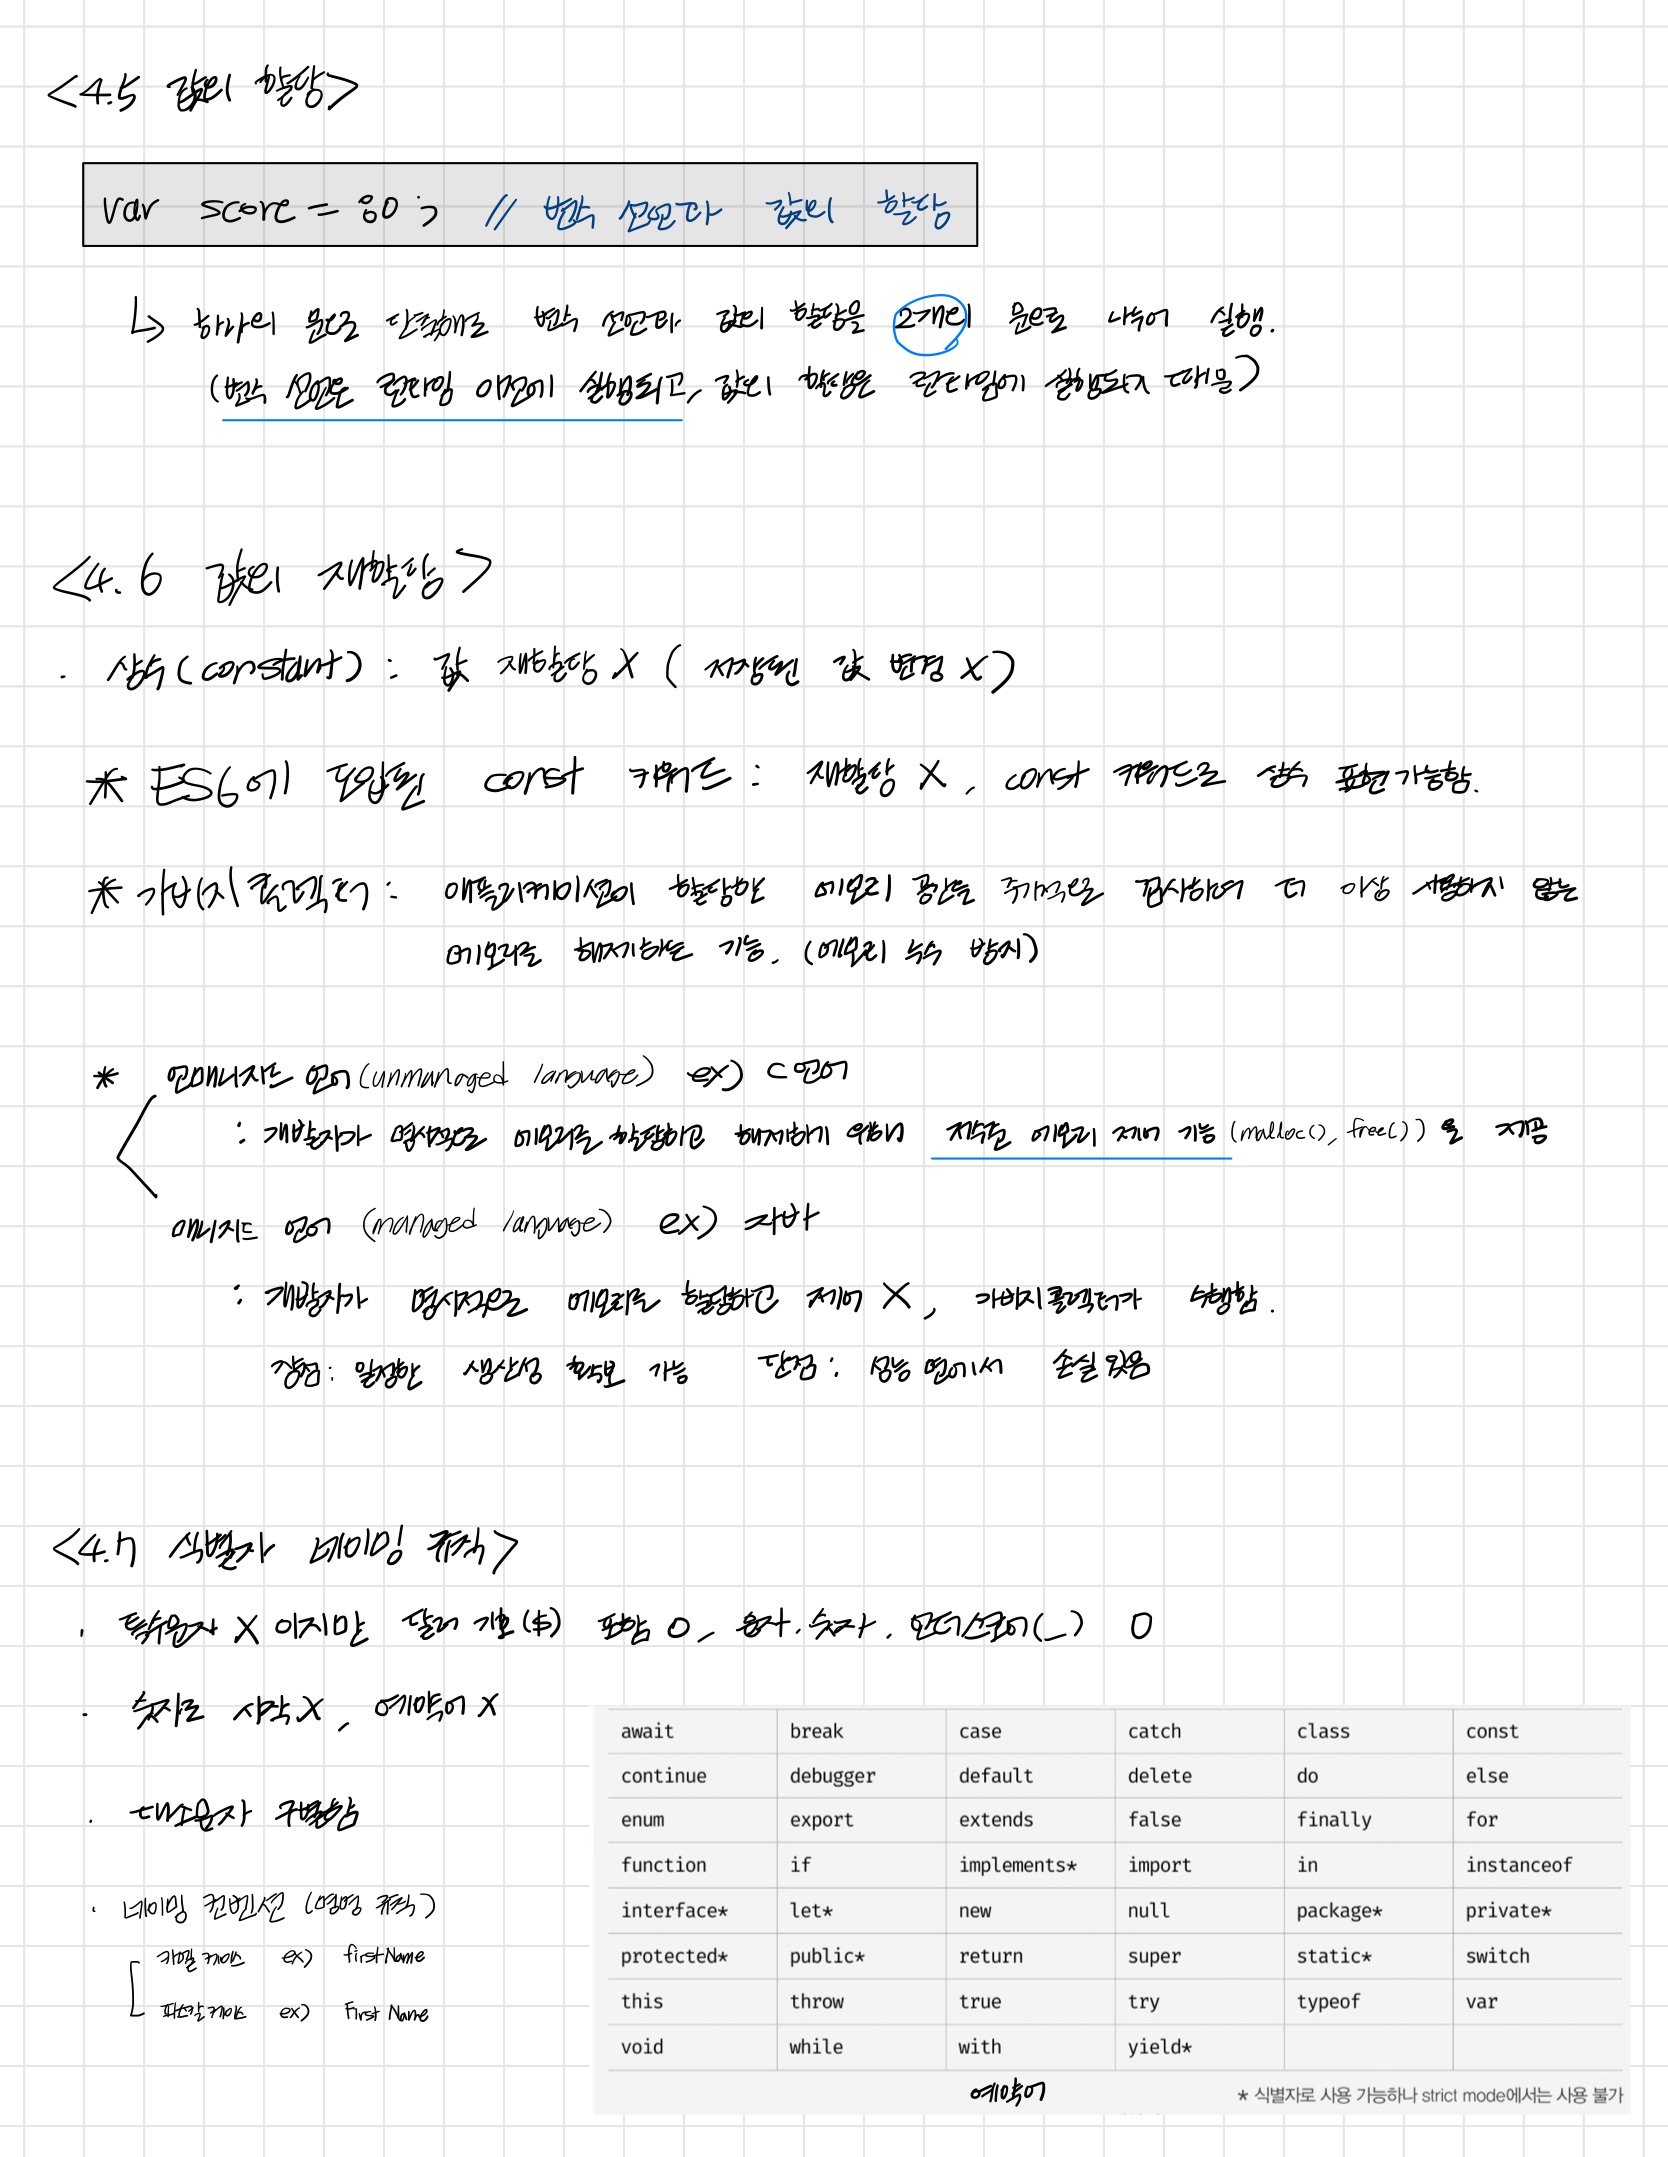 <4.5 값의 할당>
var score = 80; // 변수 선언과 값의 할당
↳ 하나의 문으로 단축해도 변수 선언과 값의 할당을 2개의 문으로 나누어 실행.
(변수 선언은 런타임 이전에 실행되고, 값의 할당은 런타임에 실행되기 때문)
<4.6 값의 재할당>
· 상수(constant) : 값 재할당 X ( 저장된 값 변경 X)
* ES6에 도입된 const 키워드 : 재할당 X, const 키워드로 상수 표현 가능함.
* 가비지 콜렉터 : 애플리케이션이 할당한 메모리 공간을 주기적으로 검사하여 더 이상 사용하지 않는
메모리를 해제하는 기능. (메모리 누수 방지)
* 언매니지드 언어(unmanaged language) ex) C언어
: 개발자가 명시적으로 메모리를 할당하고 해제하기 위해서 저수준 메모리 제어 기능 (malloc(), free()) 을 제공
매니지드 언어 (managed language) ex) 자바
: 개발자가 명시적으로 메모리를 할당하고 제어 X, 가비지 콜렉터가 수행함.
장점 : 일정한 생산성 확보 가능 단점 : 성능 면에서 손실 있음
<4.7 식별자 네이밍 규칙>
· 특수문자 X 이지만 달러 기호($) 포함 O, 문자, 숫자, 언더스코어(_) O
· 숫자로 시작 X, 예약어 X
· 대소문자 구별함
· 네이밍 컨벤션 (명명 규칙)
카멜 케이스 ex) firstName
파스칼 케이스 ex) FirstName
await break case catch class const
continue debugger default delete do else
enum export extends false finally for
function if implements* import in instanceof
interface* let* new null package* private*
protected* public* return super static* switch
this throw true try typeof var
void while with yield*
예약어
* 식별자로 사용 가능하나 strict mode에서는 사용 불가